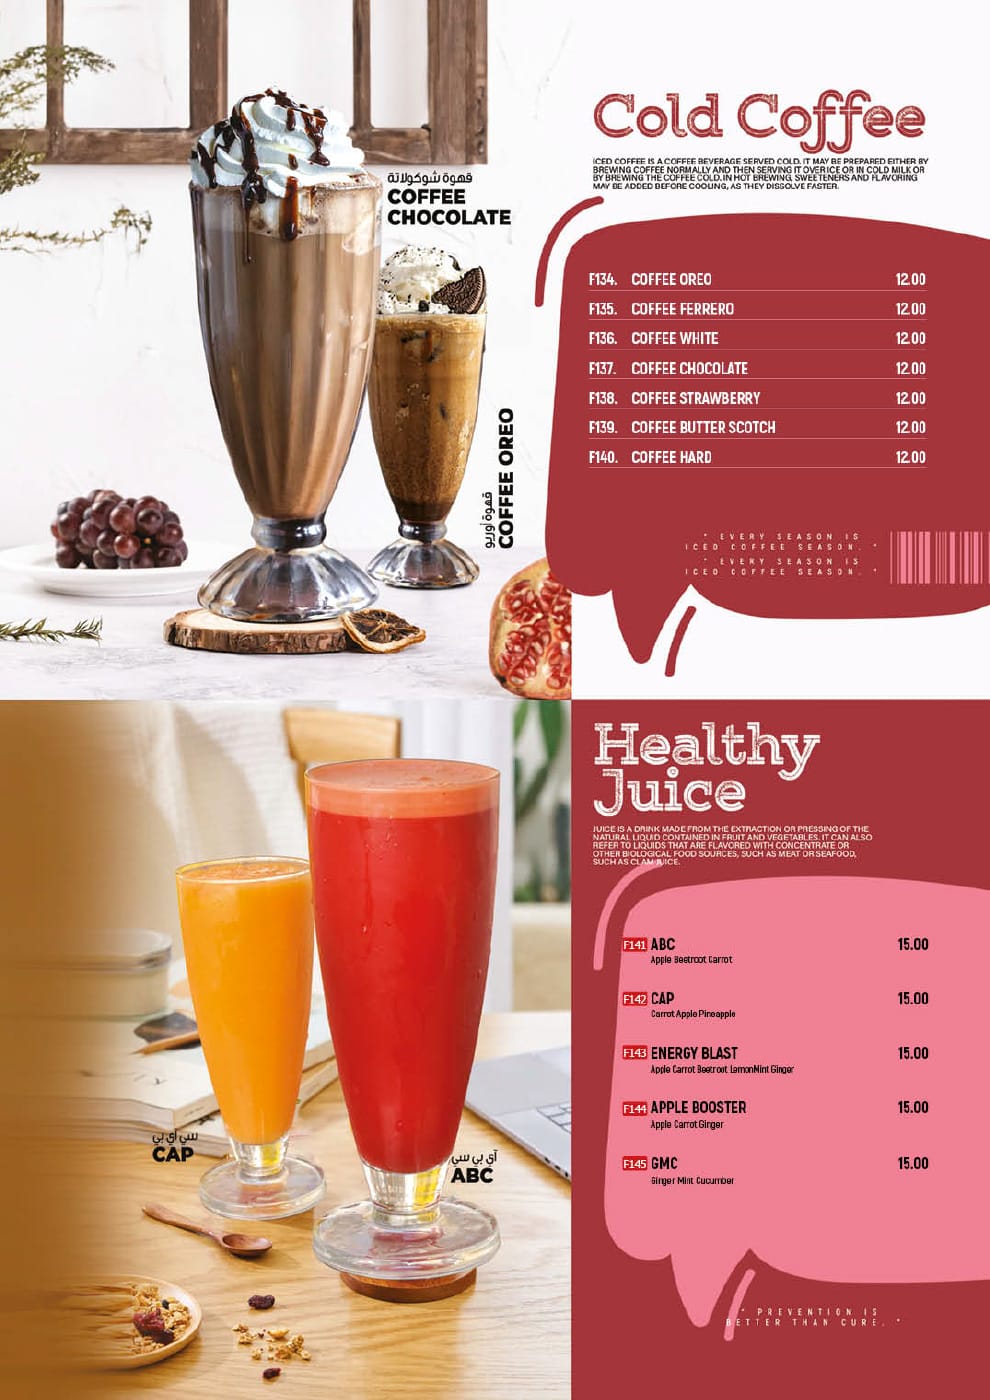 Cold Coffee
ICED COFFEE IS A COFFEE BEVERAGE SERVED COLD. IT MAY BE PREPARED EITHER BY
BREWING COFFEE NORMALLY AND THEN SERVING IT OVER ICE OR IN COLD MILK OR
BY BREWING THE COFFEE COLD. IN HOT BREWING, SWEETENERS AND FLAVORING
MAY BE ADDED BEFORE COOLING, AS THEY DISSOLVE FASTER.
قهوة شوكولاتة
COFFEE
CHOCOLATE
قهوة أوريو
COFFEE OREO
F134. COFFEE OREO 12.00
F135. COFFEE FERRERO 12.00
F136. COFFEE WHITE 12.00
F137. COFFEE CHOCOLATE 12.00
F138. COFFEE STRAWBERRY 12.00
F139. COFFEE BUTTER SCOTCH 12.00
F140. COFFEE HARD 12.00
" EVERY SEASON IS
ICED COFFEE SEASON. "
" EVERY SEASON IS
ICED COFFEE SEASON. "
Healthy
Juice
JUICE IS A DRINK MADE FROM THE EXTRACTION OR PRESSING OF THE
NATURAL LIQUID CONTAINED IN FRUIT AND VEGETABLES. IT CAN ALSO
REFER TO LIQUIDS THAT ARE FLAVORED WITH CONCENTRATE OR
OTHER BIOLOGICAL FOOD SOURCES, SUCH AS MEAT OR SEAFOOD,
SUCH AS CLAM JUICE.
F141 ABC 15.00
Apple Beetroot Carrot
F142 CAP 15.00
Carrot Apple Pineapple
F143 ENERGY BLAST 15.00
Apple Carrot Beetroot LemonMint Ginger
F144 APPLE BOOSTER 15.00
Apple Carrot Ginger
F145 GMC 15.00
Ginger Mint Cucumber
سي أي بي
CAP
آي بي سي
ABC
" PREVENTION IS
BETTER THAN CURE. "